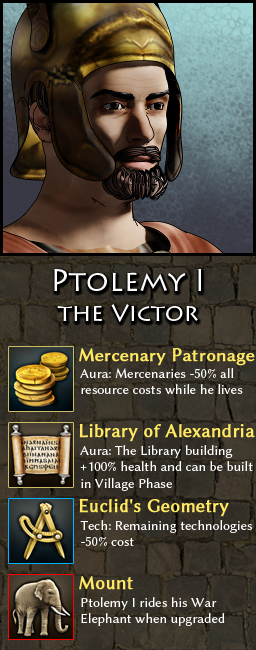 Ptolemy I
the Victor
Mercenary Patronage
Aura: Mercenaries -50% all
resource costs while he lives
Library of Alexandria
Aura: The Library building
+100% health and can be built
in Village Phase
Euclid's Geometry
Tech: Remaining technologies
-50% cost
Mount
Ptolemy I rides his War
Elephant when upgraded